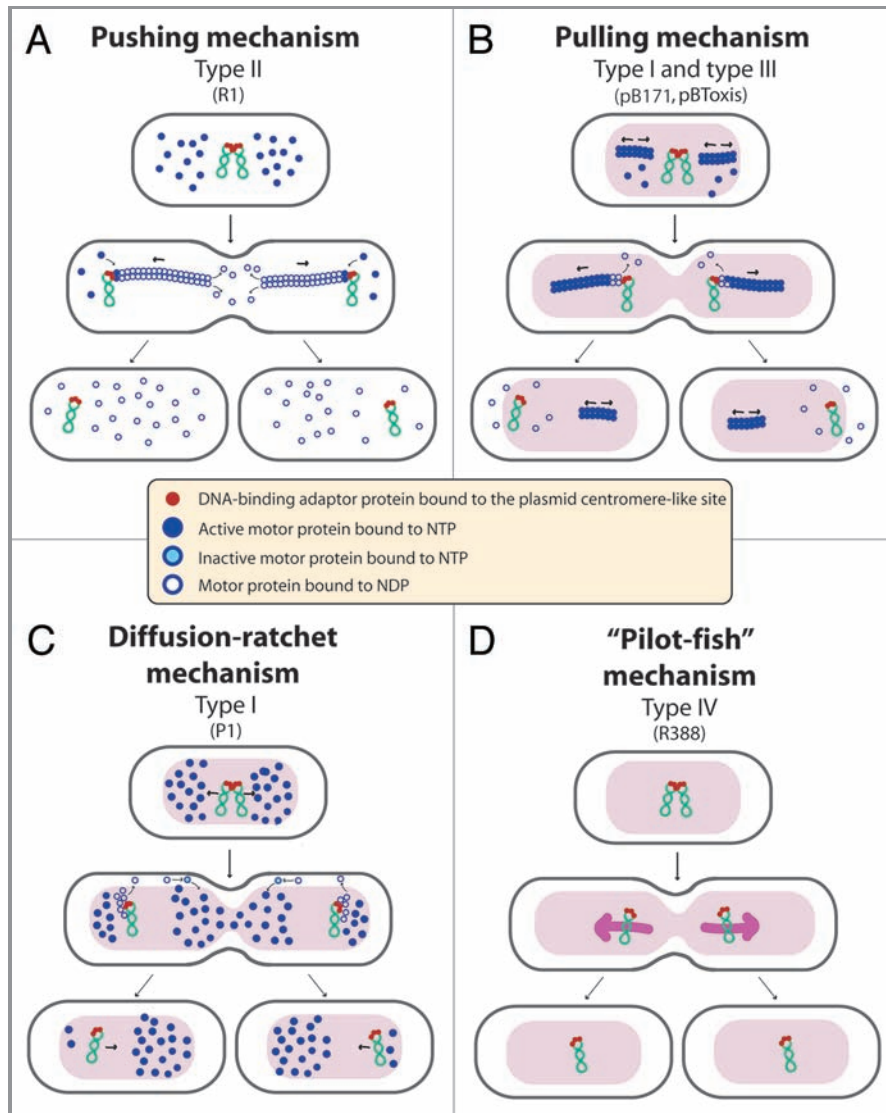 A
Pushing mechanism
Type II
(R1)
B
Pulling mechanism
Type I and type III
(pB171, pBToxis)
DNA-binding adaptor protein bound to the plasmid centromere-like site
Active motor protein bound to NTP
Inactive motor protein bound to NTP
Motor protein bound to NDP
C
Diffusion-ratchet
mechanism
Type I
(P1)
D
“Pilot-fish”
mechanism
Type IV
(R388)